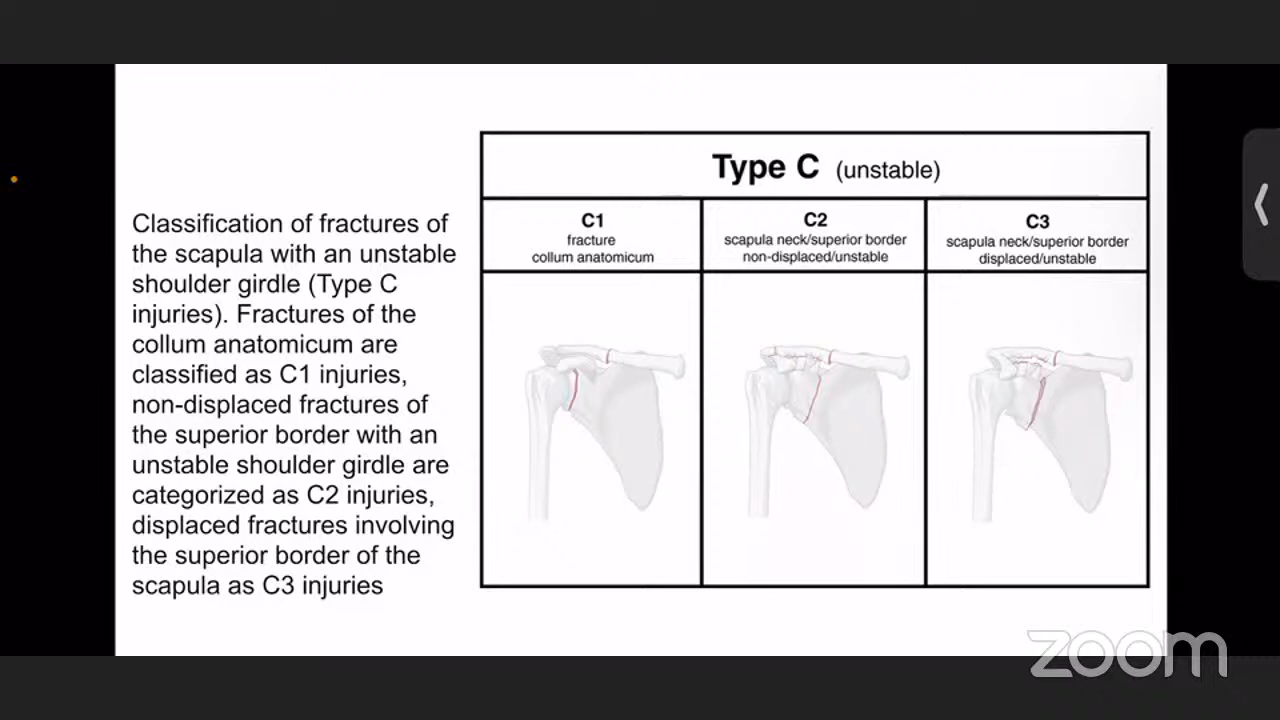 Classification of fractures of
the scapula with an unstable
shoulder girdle (Type C
injuries). Fractures of the
collum anatomicum are
classified as C1 injuries,
non-displaced fractures of
the superior border with an
unstable shoulder girdle are
categorized as C2 injuries,
displaced fractures involving
the superior border of the
scapula as C3 injuries
Type C (unstable)
C1
fracture
collum anatomicum
C2
scapula neck/superior border
non-displaced/unstable
C3
scapula neck/superior border
displaced/unstable
zoom